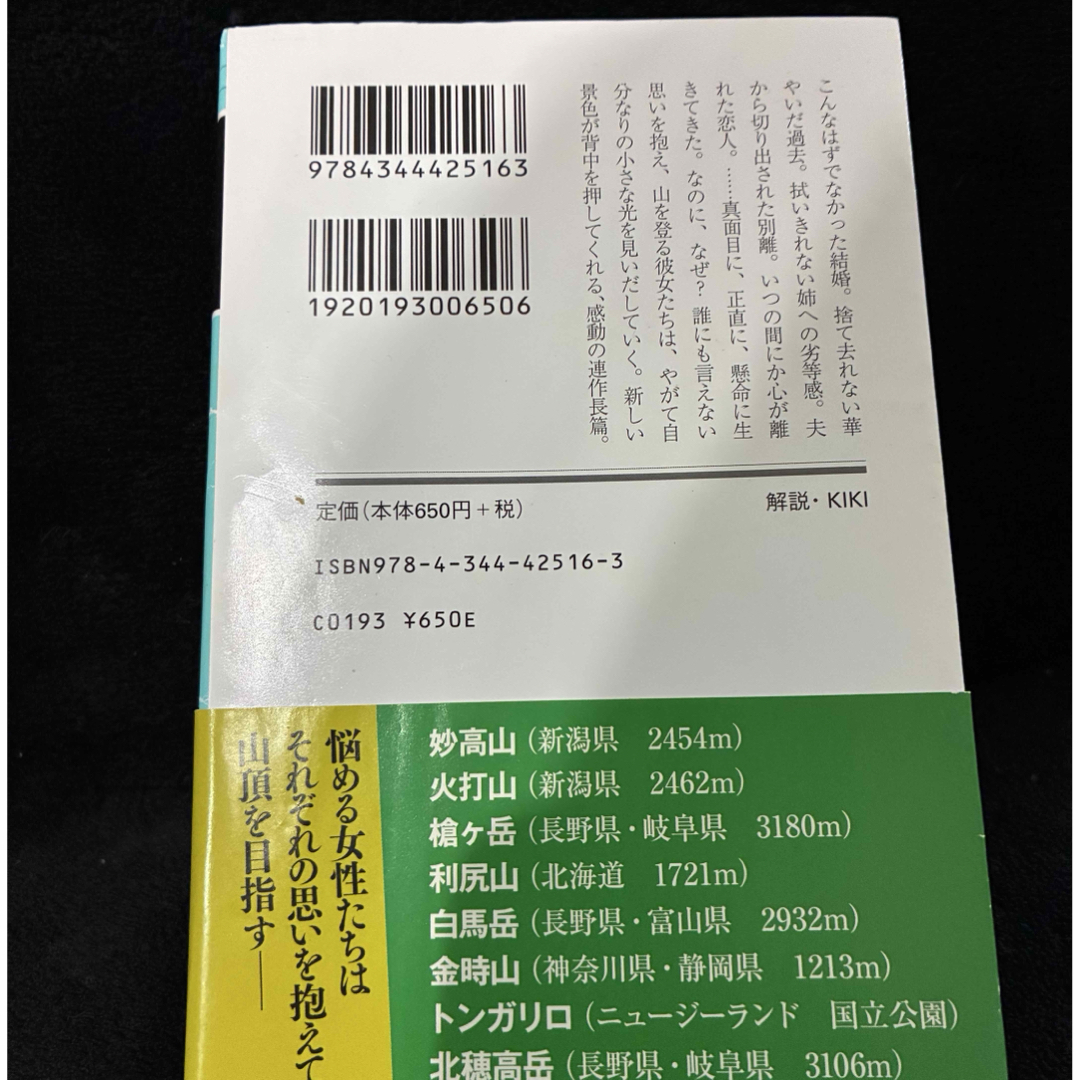 こんなはずでなかった結婚。捨て去れない華
やいだ過去。拭いきれない姉への劣等感。夫
から切り出された別離。いつの間にか心が離
れた恋人。……真面目に、正直に、懸命に生
きてきた。なのに、なぜ？誰にも言えない
思いを抱え、山を登る彼女たちは、やがて自
分なりの小さな光を見いだしていく。新しい
景色が背中を押してくれる、感動の連作長篇。
9784344425163
1920193006506
定価（本体650円＋税）
解説・KIKI
ISBN978-4-344-42516-3
C0193 ¥650E
悩める女性たちは
それぞれの思いを抱えて
山頂を目指す——
妙高山（新潟県　2454m）
火打山（新潟県　2462m）
槍ヶ岳（長野県・岐阜県　3180m）
利尻山（北海道　1721m）
白馬岳（長野県・富山県　2932m）
金時山（神奈川県・静岡県　1213m）
トンガリロ（ニュージーランド　国立公園）
北穂高岳（長野県・岐阜県　3106m）